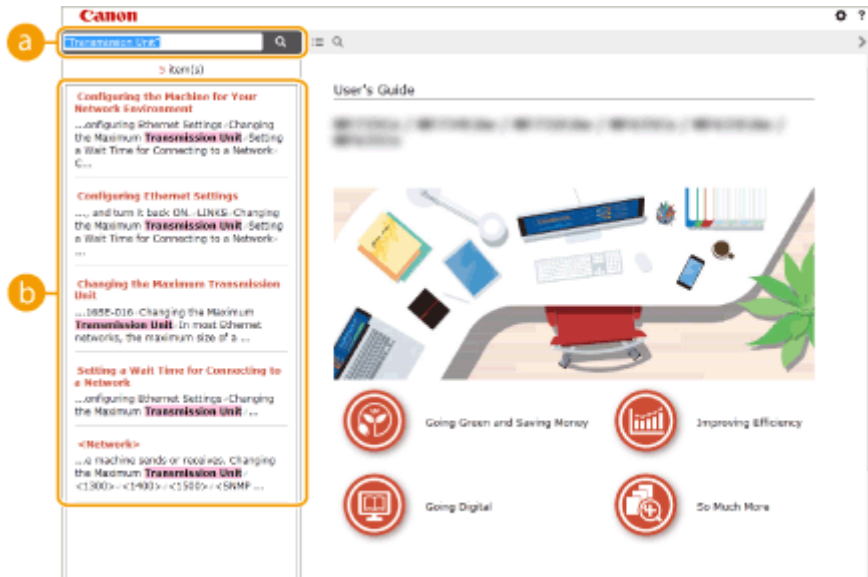 Canon
?
a
"Transmission Unit"
5 item(s)
Configuring the Machine for Your
Network Environment
...onfiguring Ethernet Settings-Changing
the Maximum Transmission Unit-Setting
a Wait Time for Connecting to a Network-
C...
Configuring Ethernet Settings
..., and turn it back ON.-LINKS-Changing
the Maximum Transmission Unit-Setting
a Wait Time for Connecting to a Network-
...
b
Changing the Maximum Transmission
Unit
...165E-016-Changing the Maximum
Transmission Unit-In most Ethernet
networks, the maximum size of a ...
Setting a Wait Time for Connecting to
a Network
...onfiguring Ethernet Settings-Changing
the Maximum Transmission Unit-...
<Network>
...e machine sends or receives. Changing
the Maximum Transmission Unit-
<1300>-<1400>-<1500>-<SNMP ...
User's Guide
Going Green and Saving Money
Improving Efficiency
Going Digital
So Much More